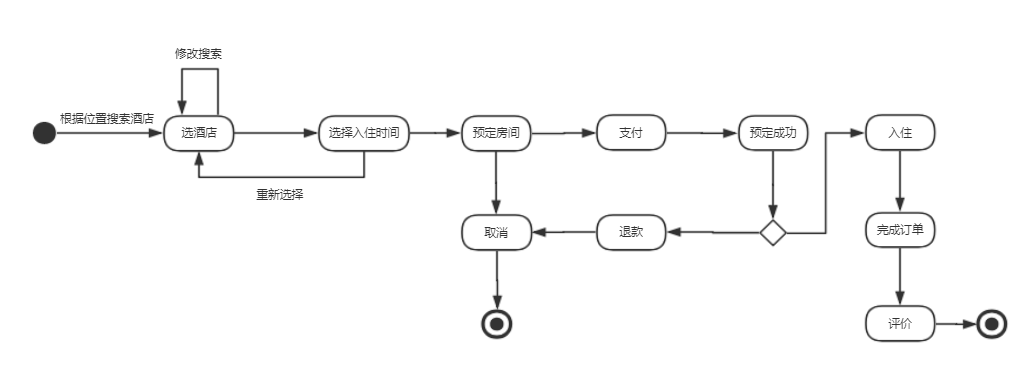 修改搜索
根据位置搜索酒店
选酒店
选择入住时间
预定房间
支付
预定成功
入住
重新选择
取消
退款
完成订单
评价